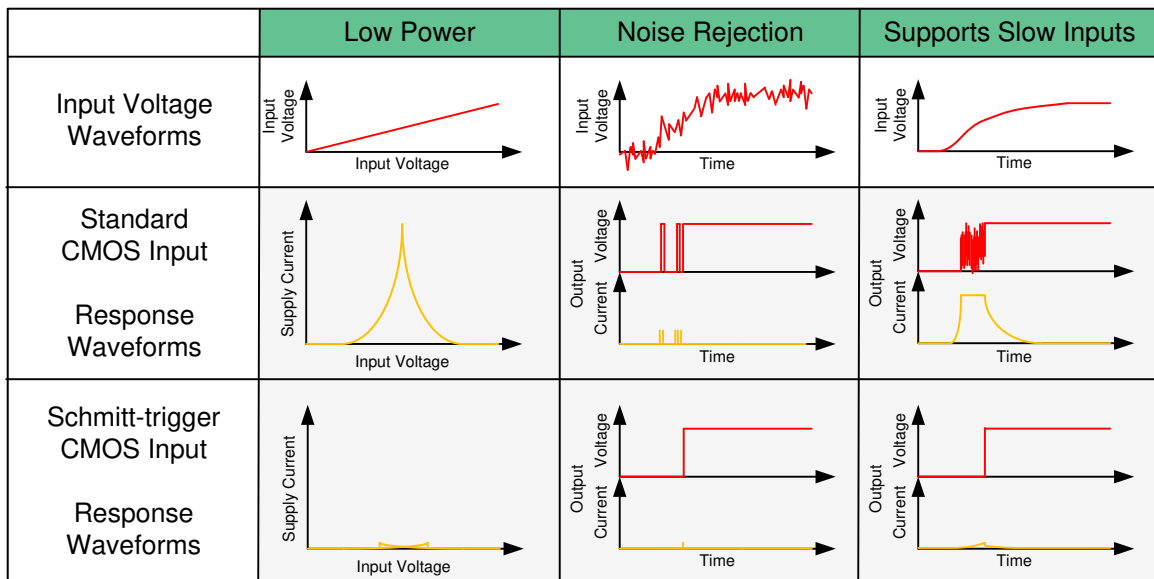 Low Power
Noise Rejection
Supports Slow Inputs
Input Voltage
Waveforms
Input
Voltage
Input Voltage
Input
Voltage
Time
Input
Voltage
Time
Standard
CMOS Input
Response
Waveforms
Supply Current
Input Voltage
Output
Voltage
Current
Time
Output
Voltage
Current
Time
Schmitt-trigger
CMOS Input
Response
Waveforms
Supply Current
Input Voltage
Output
Voltage
Current
Time
Output
Voltage
Current
Time